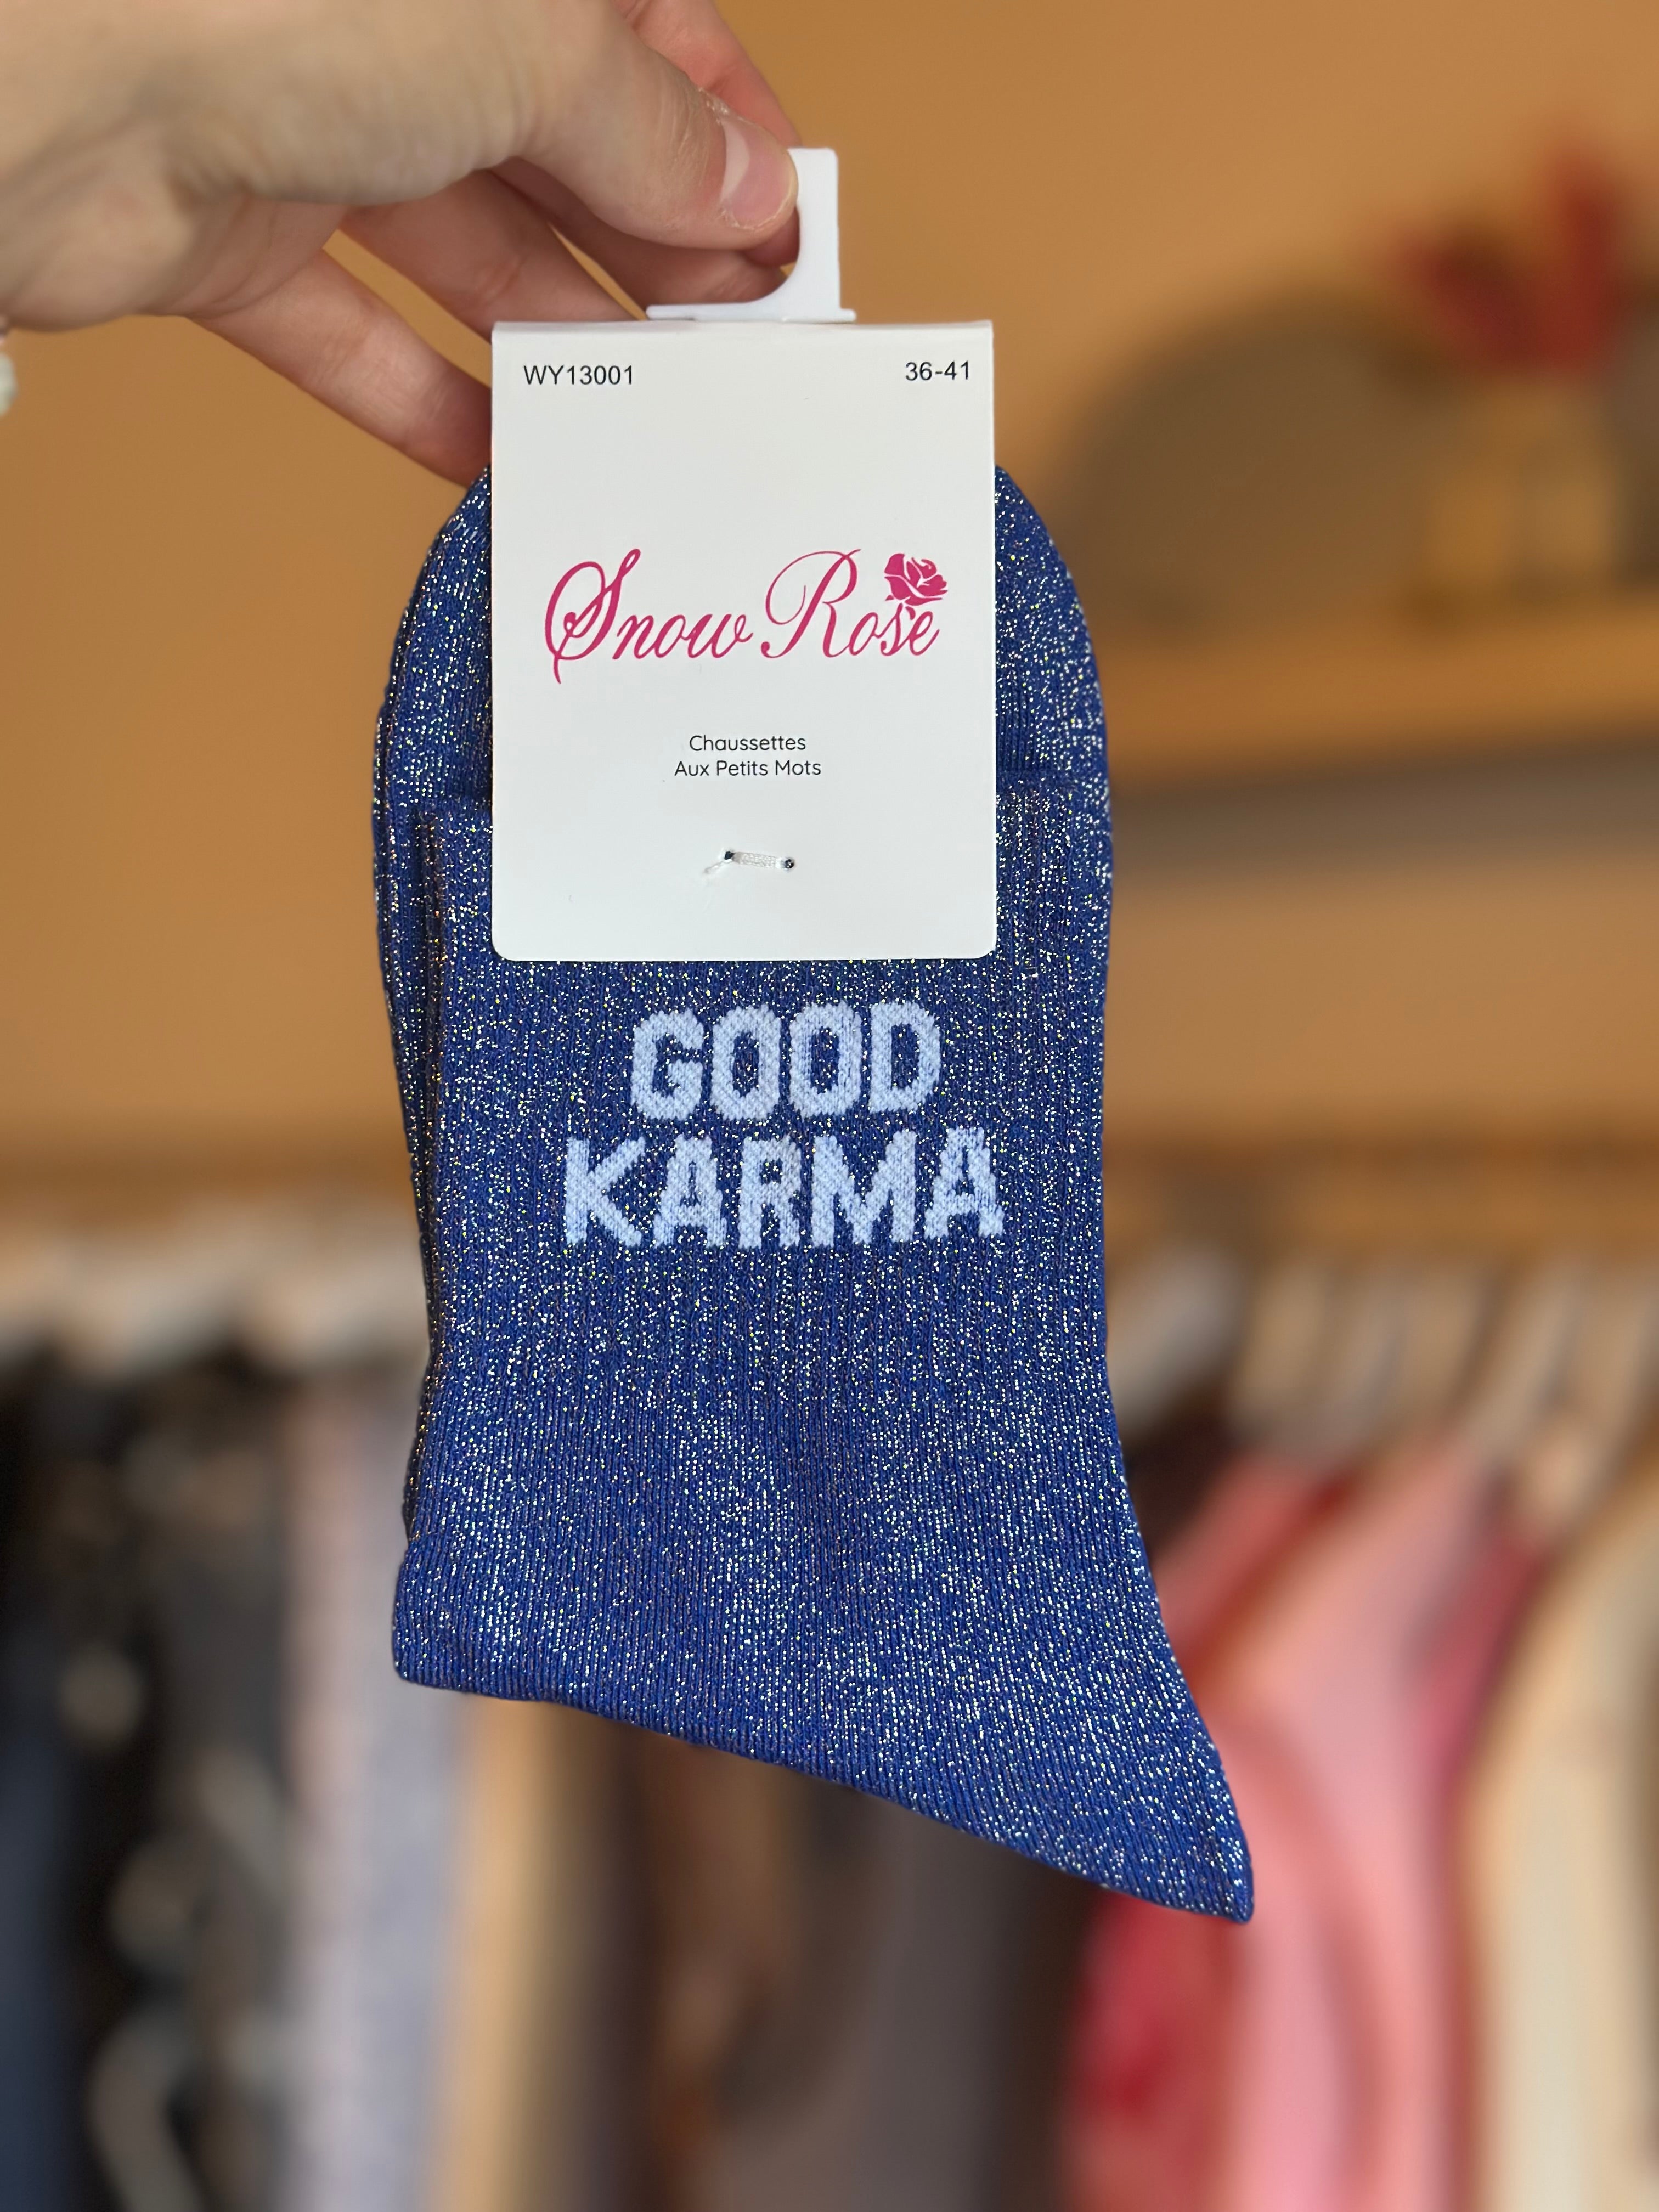 WY13001 36-41
Snow Rose
Chaussettes
Aux Petits Mots
GOOD
KARMA